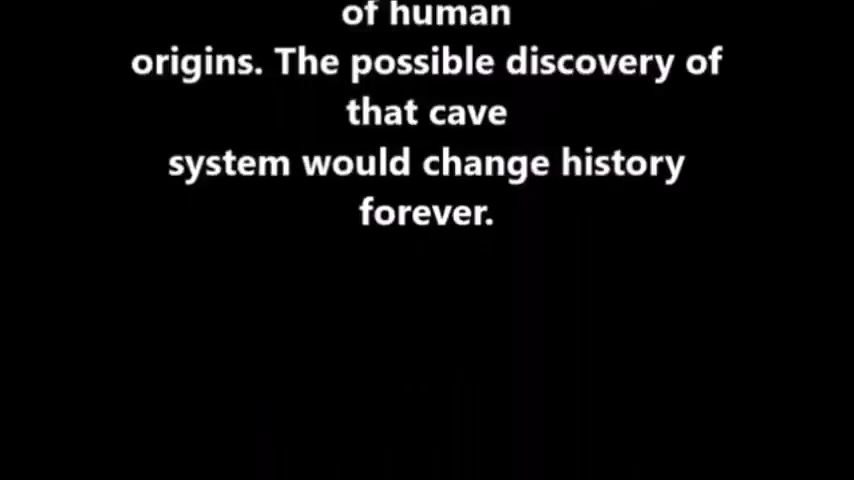 of human
origins. The possible discovery of
that cave
system would change history
forever.